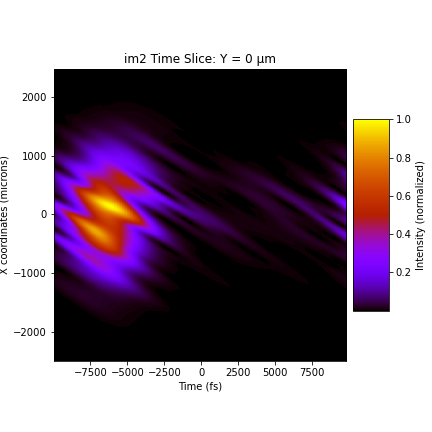 im2 Time Slice: Y = 0 μm
X coordinates (microns)
2000
1000
0
−1000
−2000
−7500 −5000 −2500 0 2500 5000 7500
Time (fs)
1.0
0.8
0.6
0.4
0.2
Intensity (normalized)